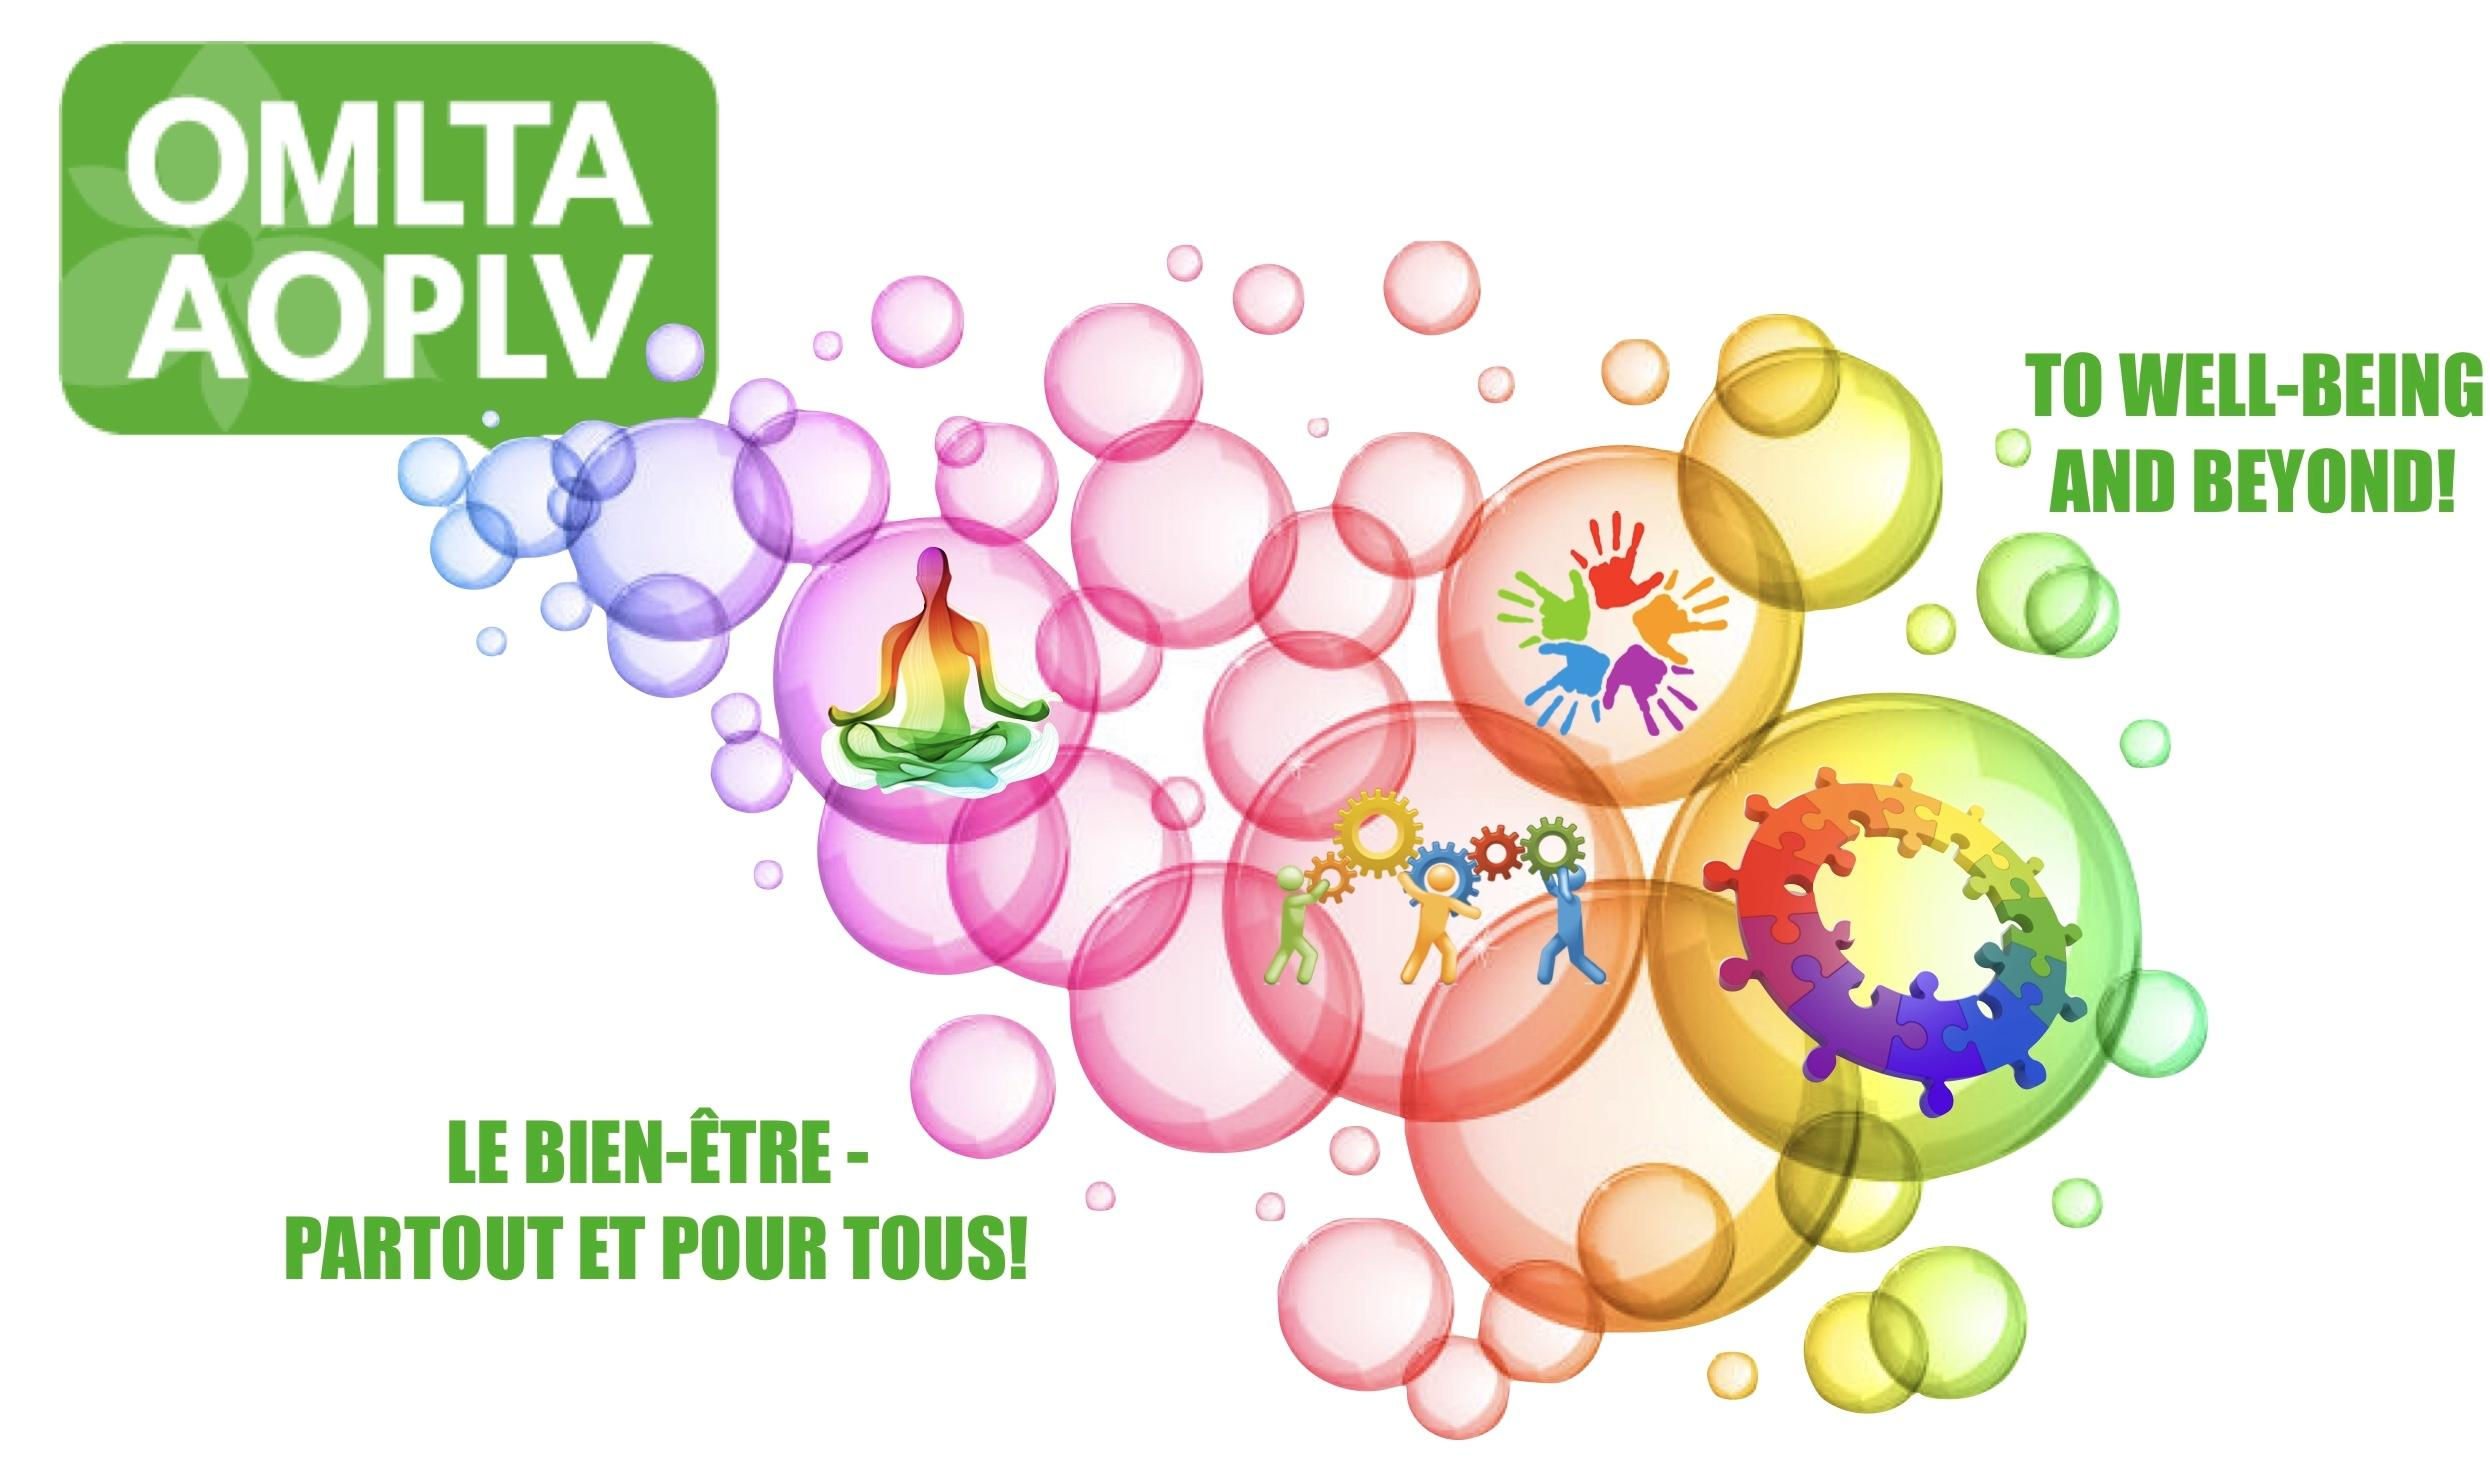 OMLTA
AOPLV
TO WELL-BEING
AND BEYOND!
LE BIEN-ÊTRE -
PARTOUT ET POUR TOUS!